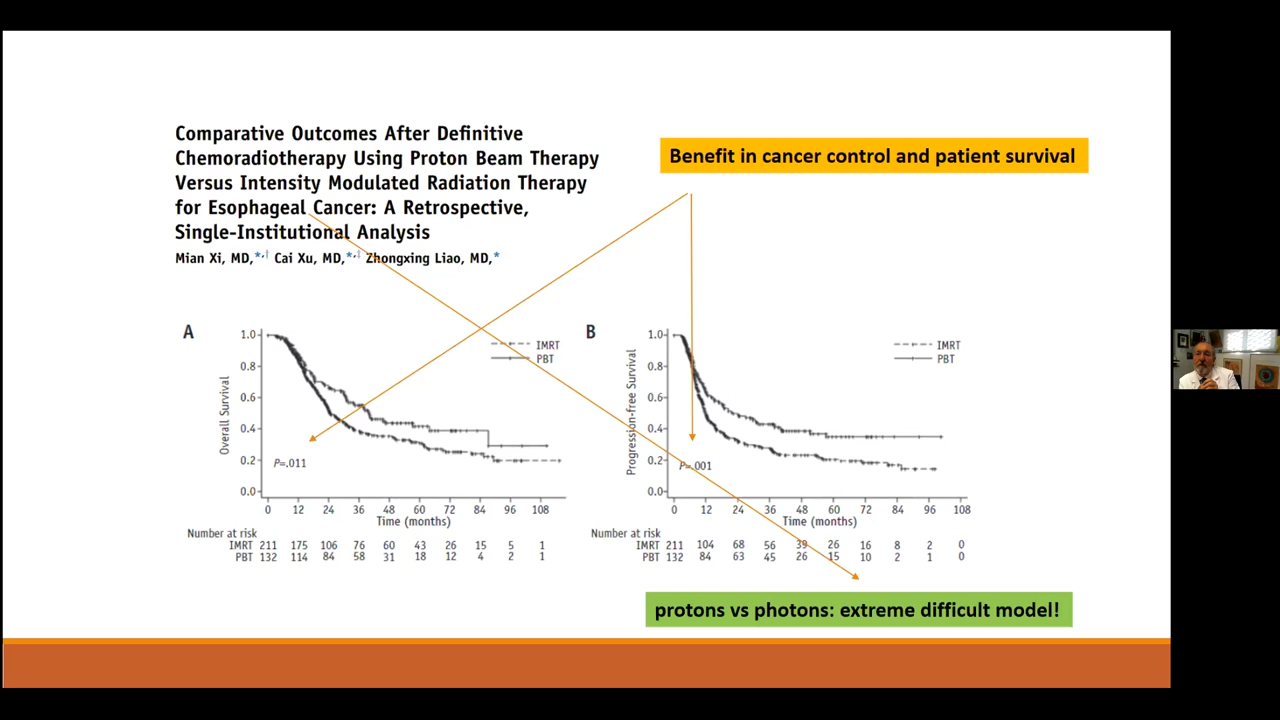 Comparative Outcomes After Definitive
Chemoradiotherapy Using Proton Beam Therapy
Versus Intensity Modulated Radiation Therapy
for Esophageal Cancer: A Retrospective,
Single-Institutional Analysis
Mian Xi, MD,*,† Cai Xu, MD,*,‡ Zhongxing Liao, MD,*
Benefit in cancer control and patient survival
A
Overall Survival
1.0
0.8
0.6
0.4
0.2
0.0
IMRT
PBT
P=.011
0 12 24 36 48 60 72 84 96 108
Time (months)
Number at risk
IMRT 211 175 106 76 60 43 26 15 5 1
PBT 132 114 84 58 31 18 12 4 2 1
B
Progression-free Survival
1.0
0.8
0.6
0.4
0.2
0.0
IMRT
PBT
P=.001
0 12 24 36 48 60 72 84 96 108
Time (months)
Number at risk
IMRT 211 104 68 56 39 26 16 8 2 0
PBT 132 84 63 45 26 15 10 2 1 0
protons vs photons: extreme difficult model!